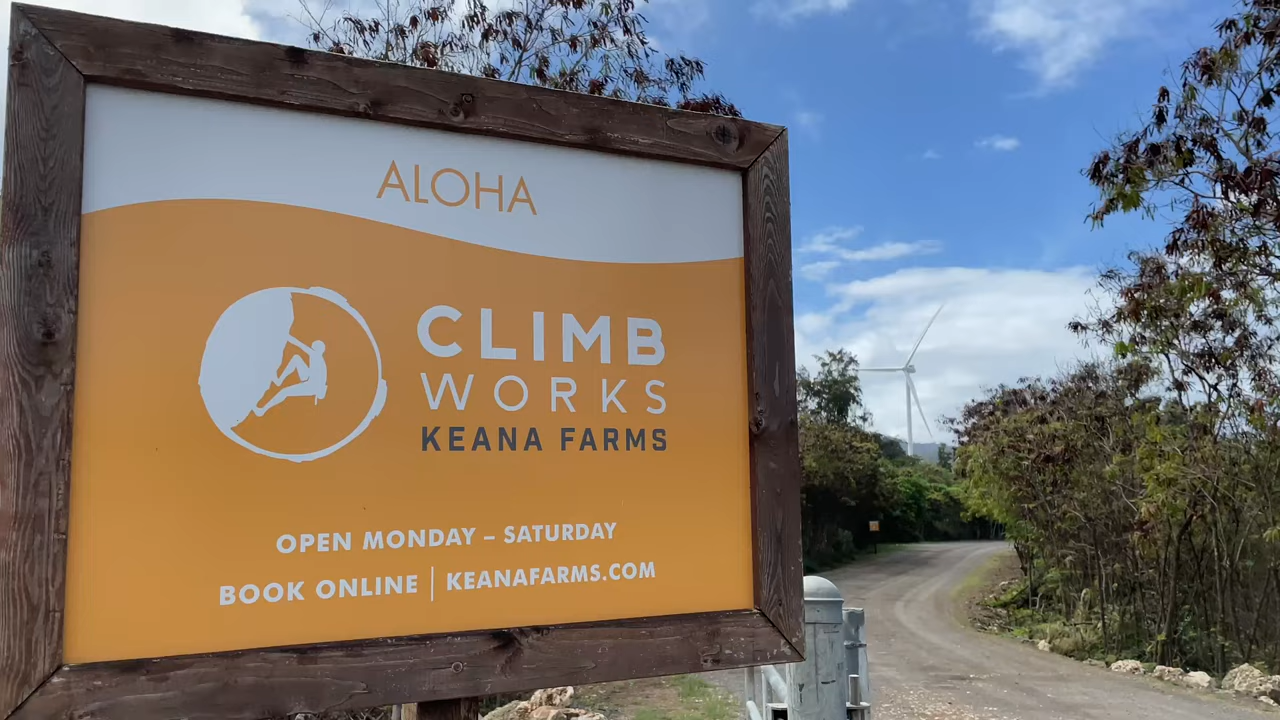 ALOHA
CLIMB
WORKS
KEANA FARMS
OPEN MONDAY – SATURDAY
BOOK ONLINE | KEANAFARMS.COM